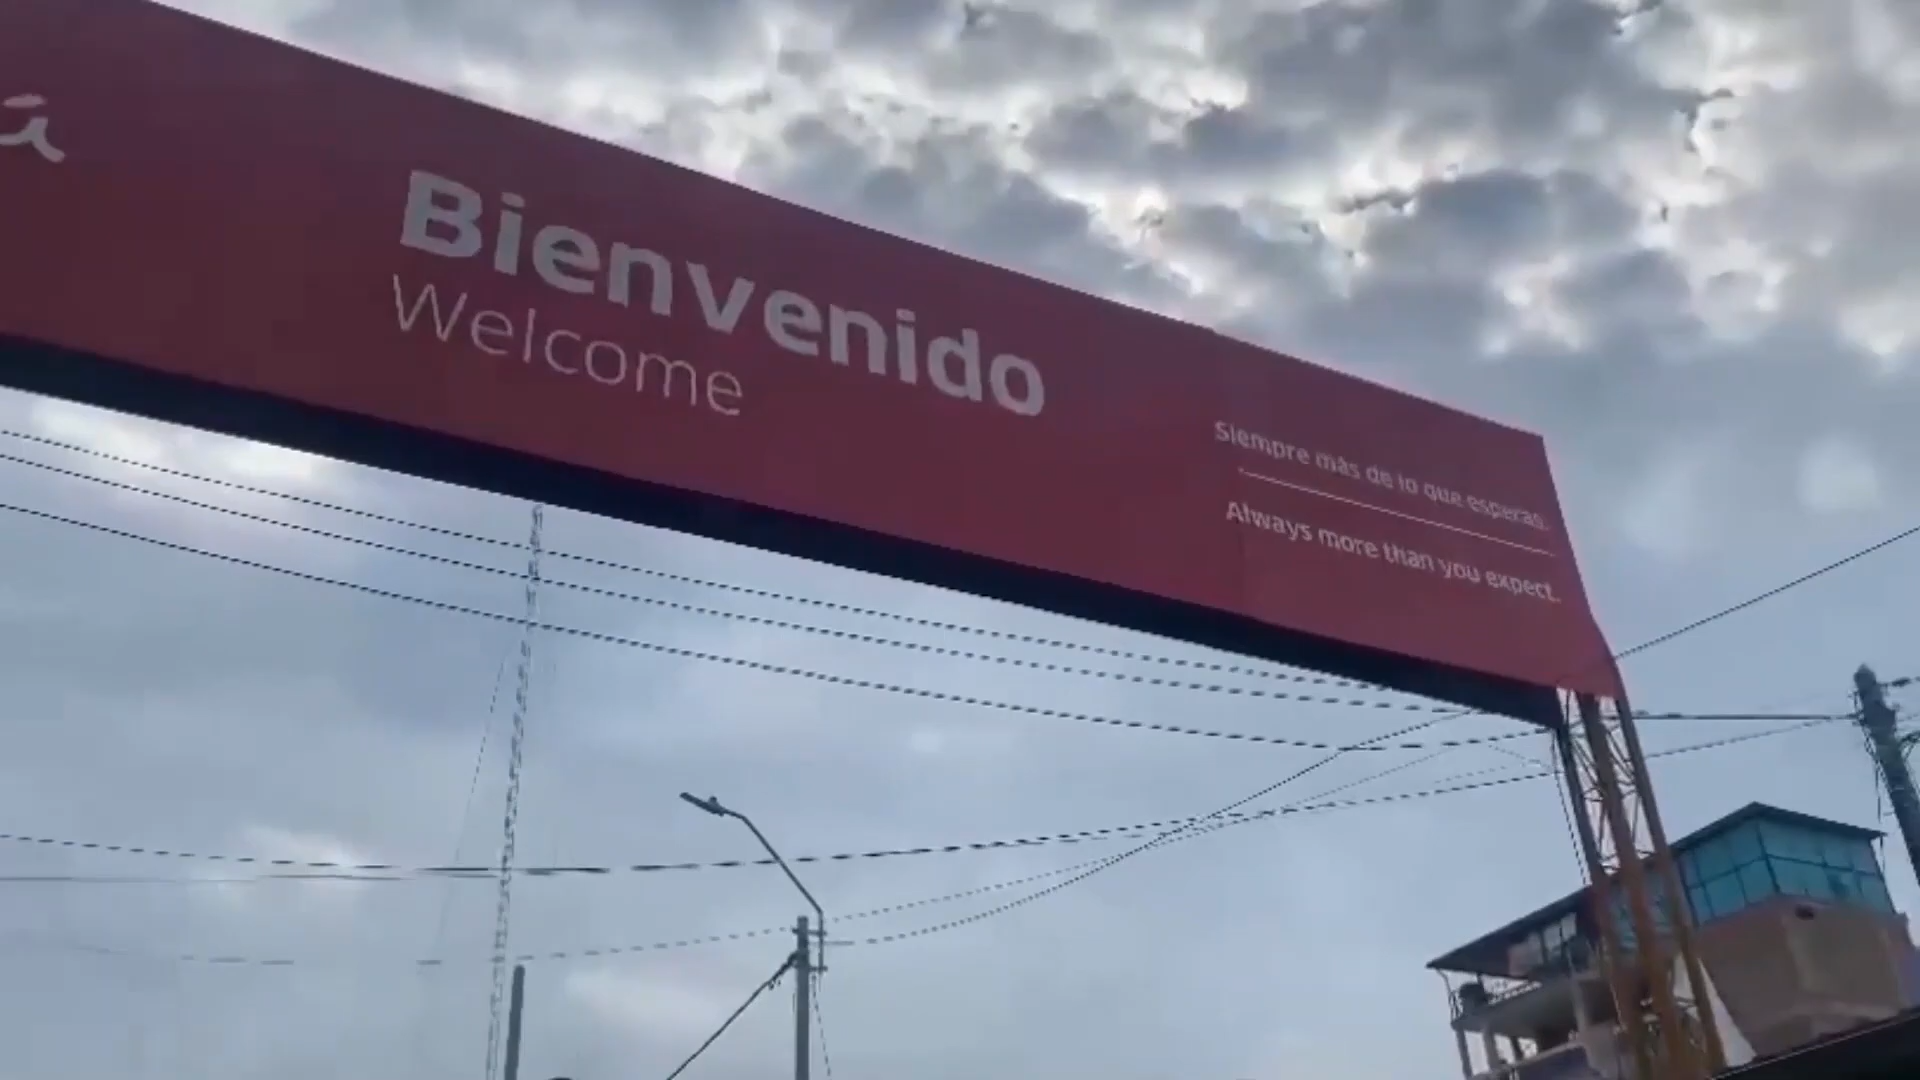 Bienvenido
Welcome
Siempre más de lo que esperas.
Always more than you expect.